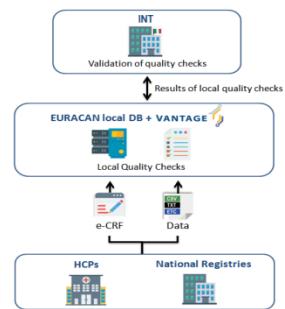 INT
Validation of quality checks
Results of local quality checks
EURACAN local DB + VANTAGE
Local Quality Checks
CSV
TXT
ETC
e-CRF
Data
HCPs
National Registries